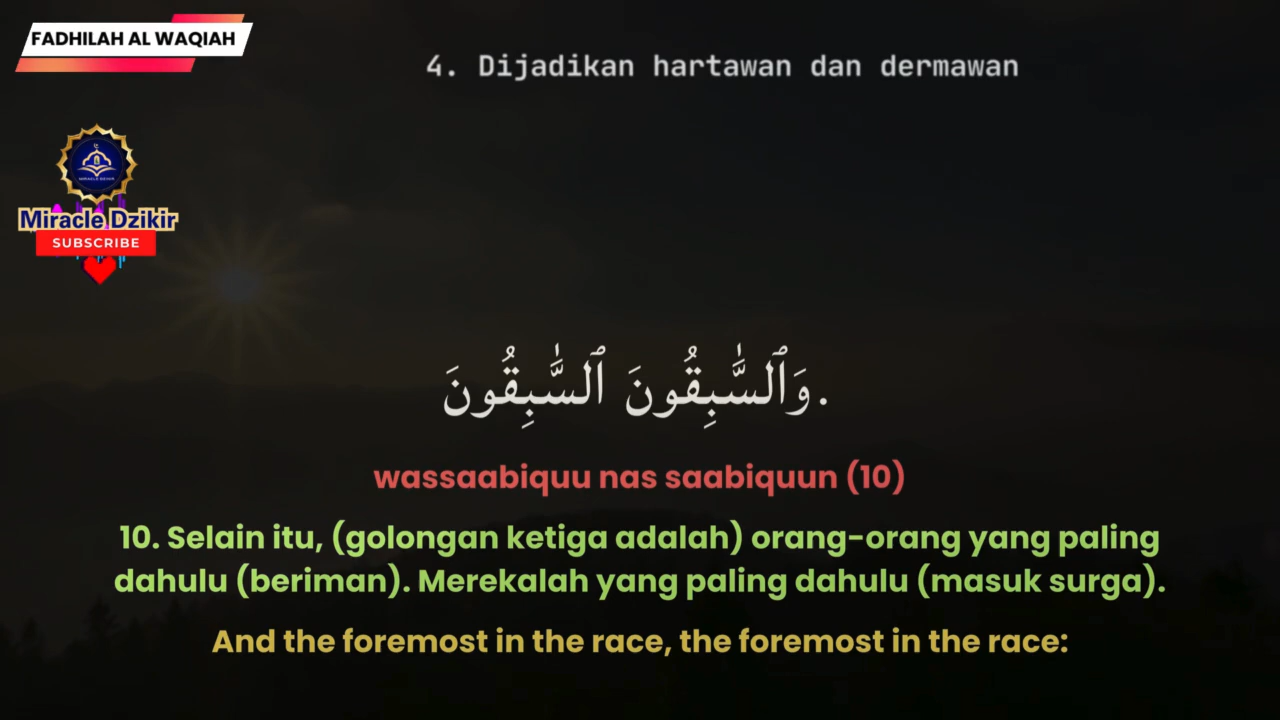 FADHILAH AL WAQIAH
4. Dijadikan hartawan dan dermawan
Miracle Dzikir
SUBSCRIBE
وَٱلسَّٰبِقُونَ ٱلسَّٰبِقُونَ.
wassaabiquu nas saabiquun (10)
10. Selain itu, (golongan ketiga adalah) orang-orang yang paling
dahulu (beriman). Merekalah yang paling dahulu (masuk surga).
And the foremost in the race, the foremost in the race: